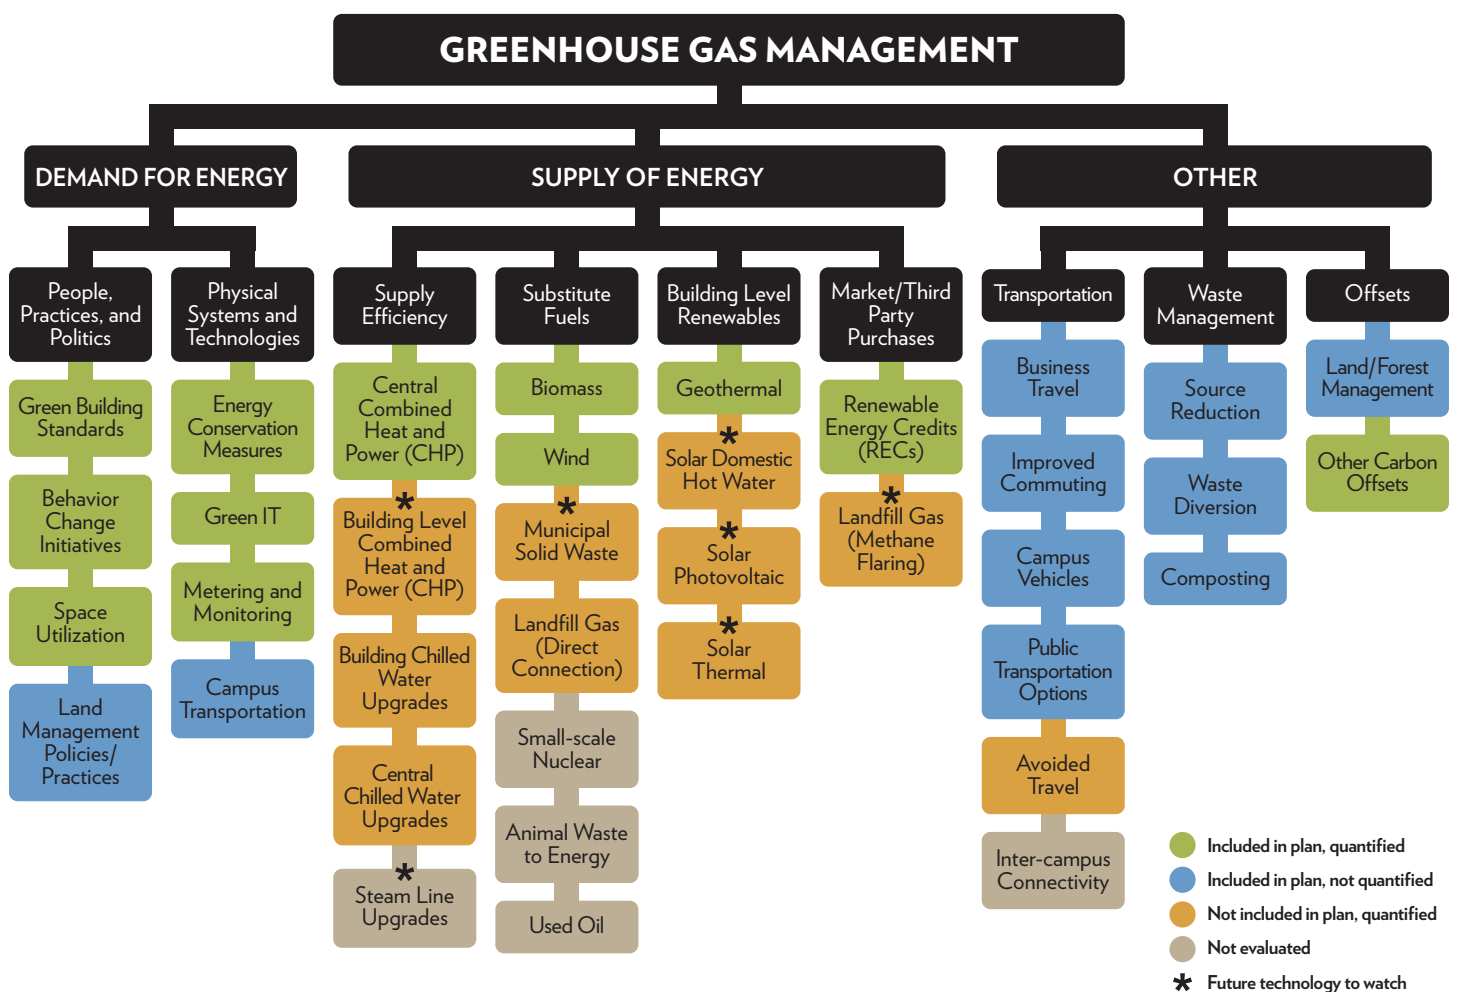 GREENHOUSE GAS MANAGEMENT
DEMAND FOR ENERGY
SUPPLY OF ENERGY
OTHER
People,
Practices, and
Politics
Green Building
Standards
Behavior
Change
Initiatives
Space
Utilization
Land
Management
Policies/
Practices
Physical
Systems and
Technologies
Energy
Conservation
Measures
Green IT
Metering and
Monitoring
Campus
Transportation
Supply
Efficiency
Central
Combined
Heat and
Power (CHP)
*
Building Level
Combined
Heat and
Power (CHP)
Building Chilled
Water
Upgrades
Central
Chilled Water
Upgrades
*
Steam Line
Upgrades
Substitute
Fuels
Biomass
Wind
*
Municipal
Solid Waste
Landfill Gas
(Direct
Connection)
Small-scale
Nuclear
Animal Waste
to Energy
Used Oil
Building Level
Renewables
Geothermal
*
Solar Domestic
Hot Water
*
Solar
Photovoltaic
*
Solar
Thermal
Market/Third
Party
Purchases
Renewable
Energy Credits
(RECs)
*
Landfill Gas
(Methane
Flaring)
Transportation
Business
Travel
Improved
Commuting
Campus
Vehicles
Public
Transportation
Options
Avoided
Travel
Inter-campus
Connectivity
Waste
Management
Source
Reduction
Waste
Diversion
Composting
Offsets
Land/Forest
Management
Other Carbon
Offsets
Included in plan, quantified
Included in plan, not quantified
Not included in plan, quantified
Not evaluated
* Future technology to watch